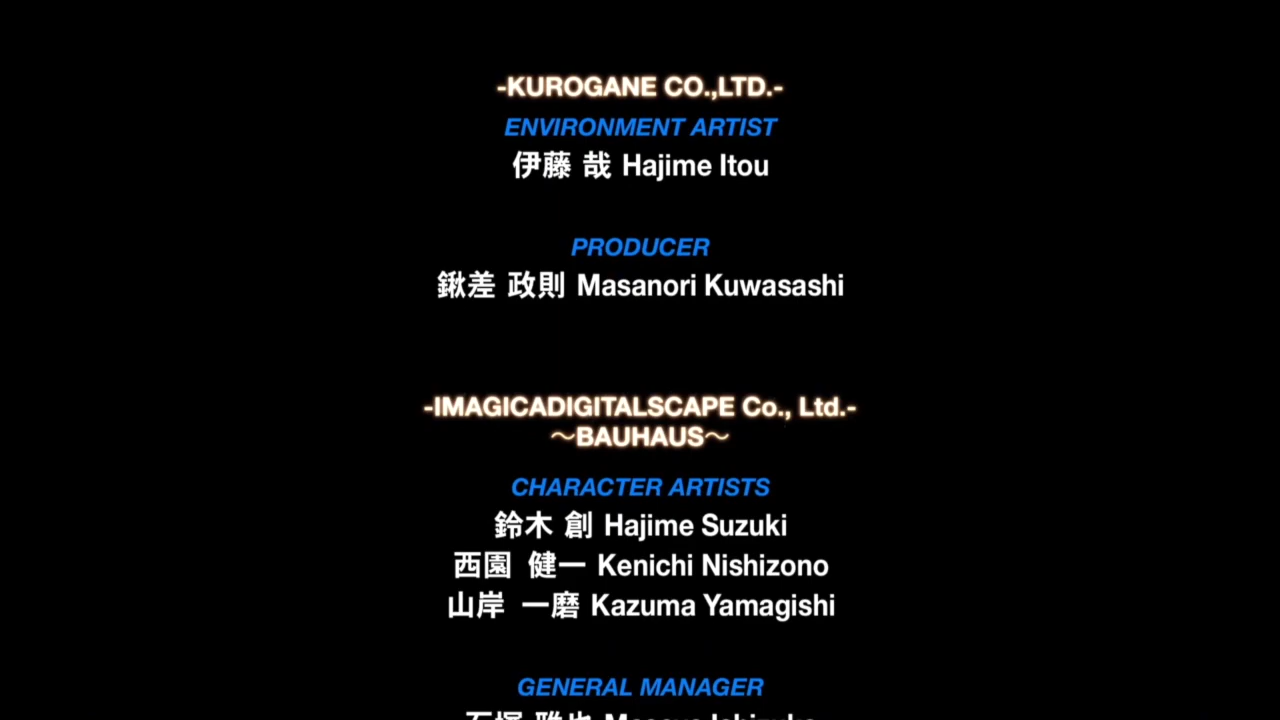 -KUROGANE CO.,LTD.-
ENVIRONMENT ARTIST
伊藤 哉 Hajime Itou
PRODUCER
鍬差 政則 Masanori Kuwasashi
-IMAGICADIGITALSCAPE Co., Ltd.-
～BAUHAUS～
CHARACTER ARTISTS
鈴木 創 Hajime Suzuki
西園 健一 Kenichi Nishizono
山岸 一磨 Kazuma Yamagishi
GENERAL MANAGER